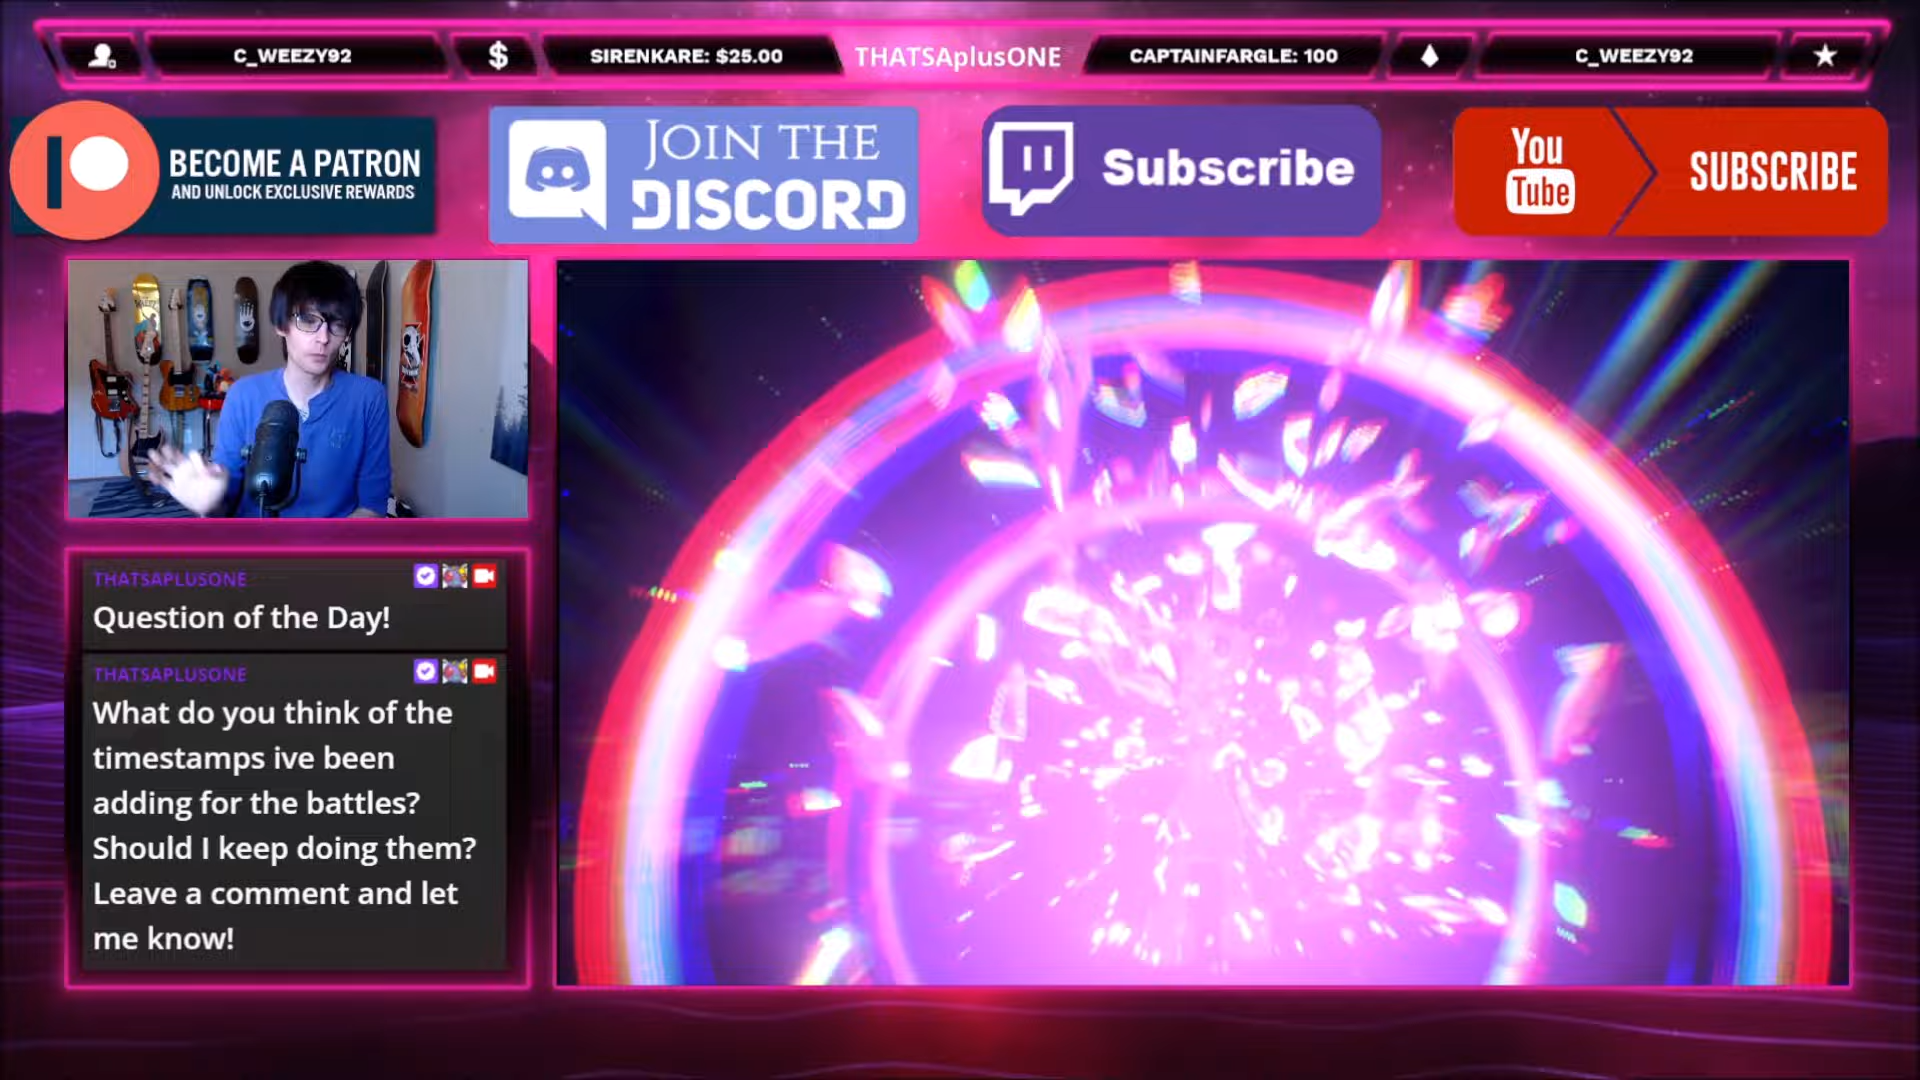 C_WEEZY92
$
SIRENKARE: $25.00
THATSAplusONE
CAPTAINFARGLE: 100
C_WEEZY92
BECOME A PATRON
AND UNLOCK EXCLUSIVE REWARDS
JOIN THE
DISCORD
Subscribe
You
Tube
SUBSCRIBE
THATSAPLUSONE
Question of the Day!
THATSAPLUSONE
What do you think of the
timestamps ive been
adding for the battles?
Should I keep doing them?
Leave a comment and let
me know!